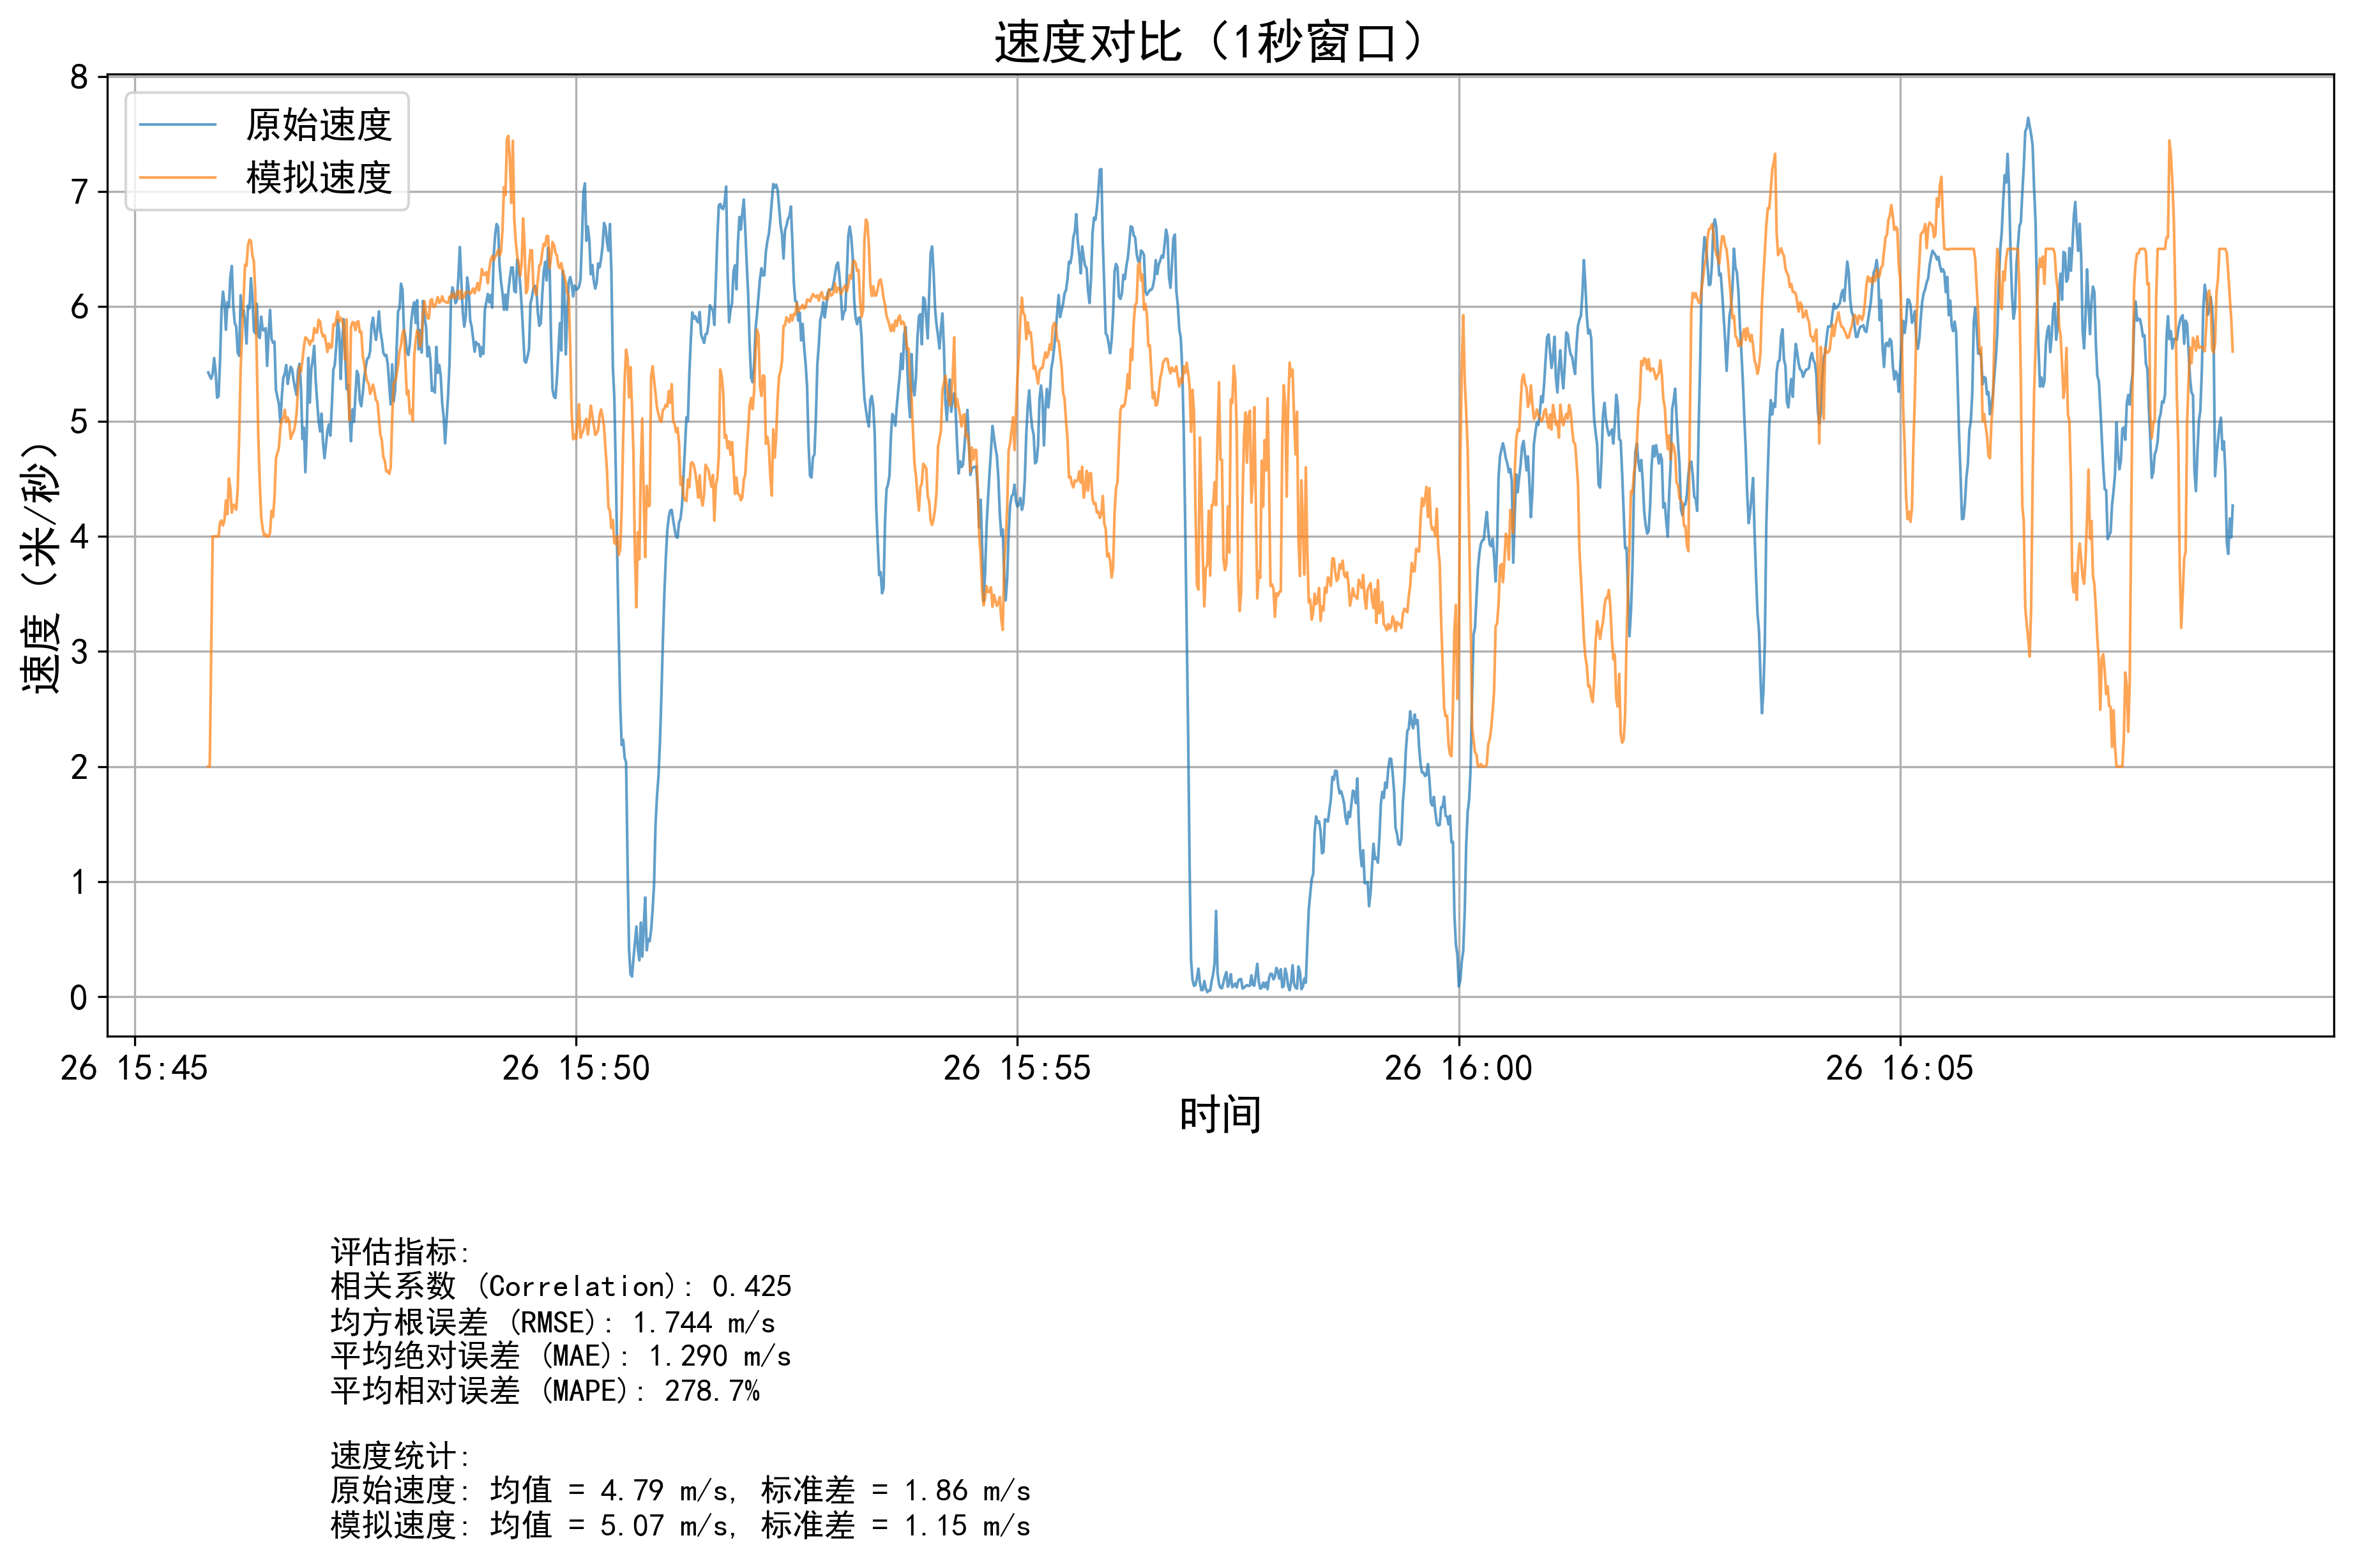 速度对比（1秒窗口）
原始速度
模拟速度
速度（米/秒）
8
7
6
5
4
3
2
1
0
26 15:45
26 15:50
26 15:55
26 16:00
26 16:05
时间
评估指标:
相关系数 (Correlation): 0.425
均方根误差 (RMSE): 1.744 m/s
平均绝对误差 (MAE): 1.290 m/s
平均相对误差 (MAPE): 278.7%
速度统计:
原始速度: 均值 = 4.79 m/s, 标准差 = 1.86 m/s
模拟速度: 均值 = 5.07 m/s, 标准差 = 1.15 m/s